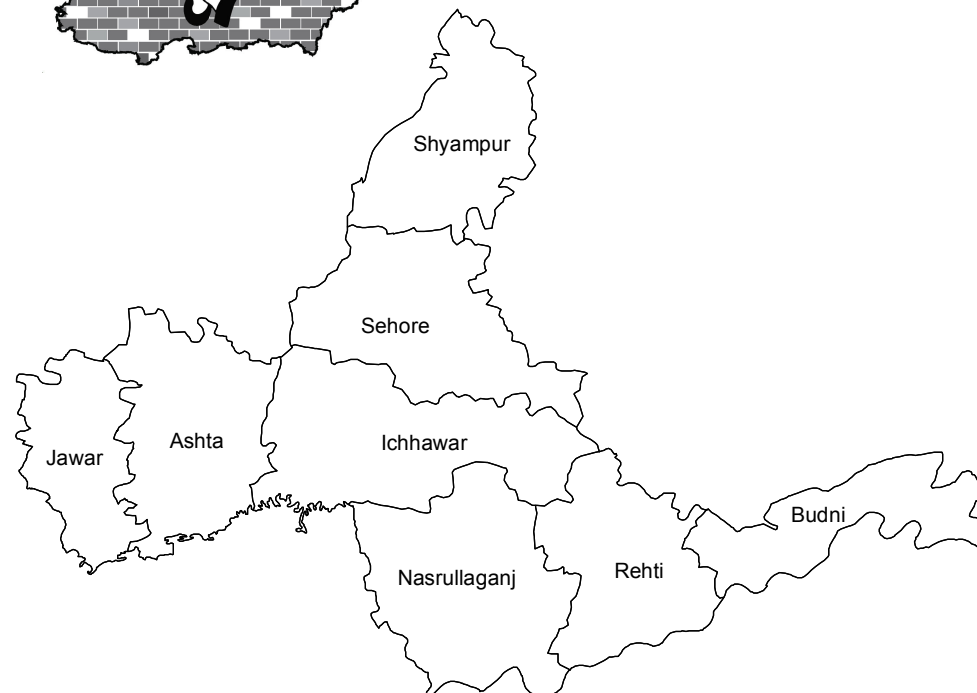 Shyampur
Sehore
Ashta
Ichhawar
Jawar
Budni
Rehti
Nasrullaganj